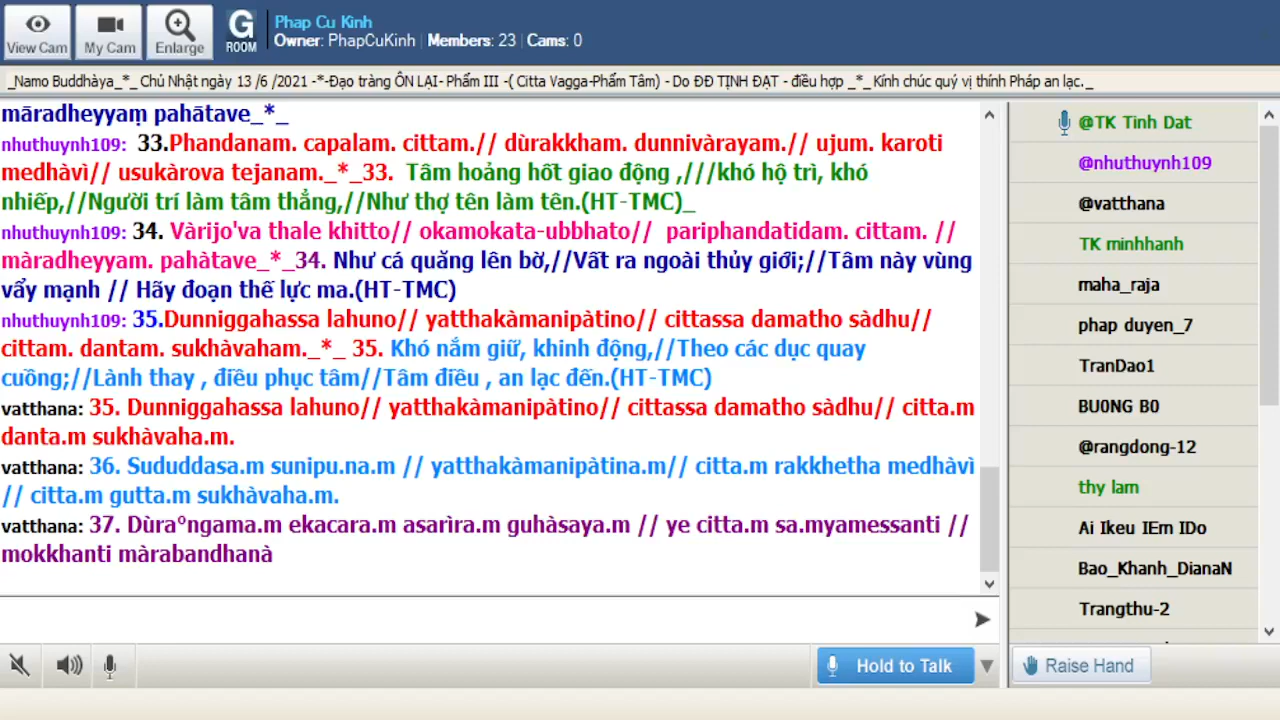 View Cam
My Cam
Enlarge
G
ROOM
Phap Cu Kinh
Owner: PhapCuKinh | Members: 23 | Cams: 0
_Namo Buddhàya_*_ Chủ Nhật ngày 13 /6 /2021 -*-Đạo tràng ÔN LẠI- Phẩm III -( Citta Vagga-Phẩm Tâm) - Do ĐĐ TỊNH ĐẠT - điều hợp _*_Kính chúc quý vị thính Pháp an lạc._
māradheyyaṃ pahātave_*_
nhuthuynh109: 33.Phandanam. capalam. cittam.// dùrakkham. dunnivàrayam.// ujum. karoti
medhàvì// usukàrova tejanam._*_33. Tâm hoảng hốt giao động ,///khó hộ trì, khó
nhiếp,//Người trí làm tâm thẳng,//Như thợ tên làm tên.(HT-TMC)_
nhuthuynh109: 34. Vàrijo'va thale khitto// okamokata-ubbhato// pariphandatidam. cittam. //
màradheyyam. pahàtave_*_34. Như cá quăng lên bờ,//Vất ra ngoài thủy giới;//Tâm này vùng
vẩy mạnh // Hãy đoạn thế lực ma.(HT-TMC)
nhuthuynh109: 35.Dunniggahassa lahuno// yatthakàmanipàtino// cittassa damatho sàdhu//
cittam. dantam. sukhàvaham._*_ 35. Khó nắm giữ, khinh động,//Theo các dục quay
cuồng;//Lành thay , điều phục tâm//Tâm điều , an lạc đến.(HT-TMC)
vatthana: 35. Dunniggahassa lahuno// yatthakàmanipàtino// cittassa damatho sàdhu// citta.m
danta.m sukhàvaha.m.
vatthana: 36. Sududdasa.m sunipu.na.m // yatthakàmanipàtina.m// citta.m rakkhetha medhàvì
// citta.m gutta.m sukhàvaha.m.
vatthana: 37. Dùraºngama.m ekacara.m asarìra.m guhàsaya.m // ye citta.m sa.myamessanti //
mokkhanti màrabandhanà
@TK Tinh Dat
@nhuthuynh109
@vatthana
TK minhhanh
maha_raja
phap duyen_7
TranDao1
BU0NG B0
@rangdong-12
thy lam
Ai Ikeu IEm IDo
Bao_Khanh_DianaN
Trangthu-2
Hold to Talk
Raise Hand